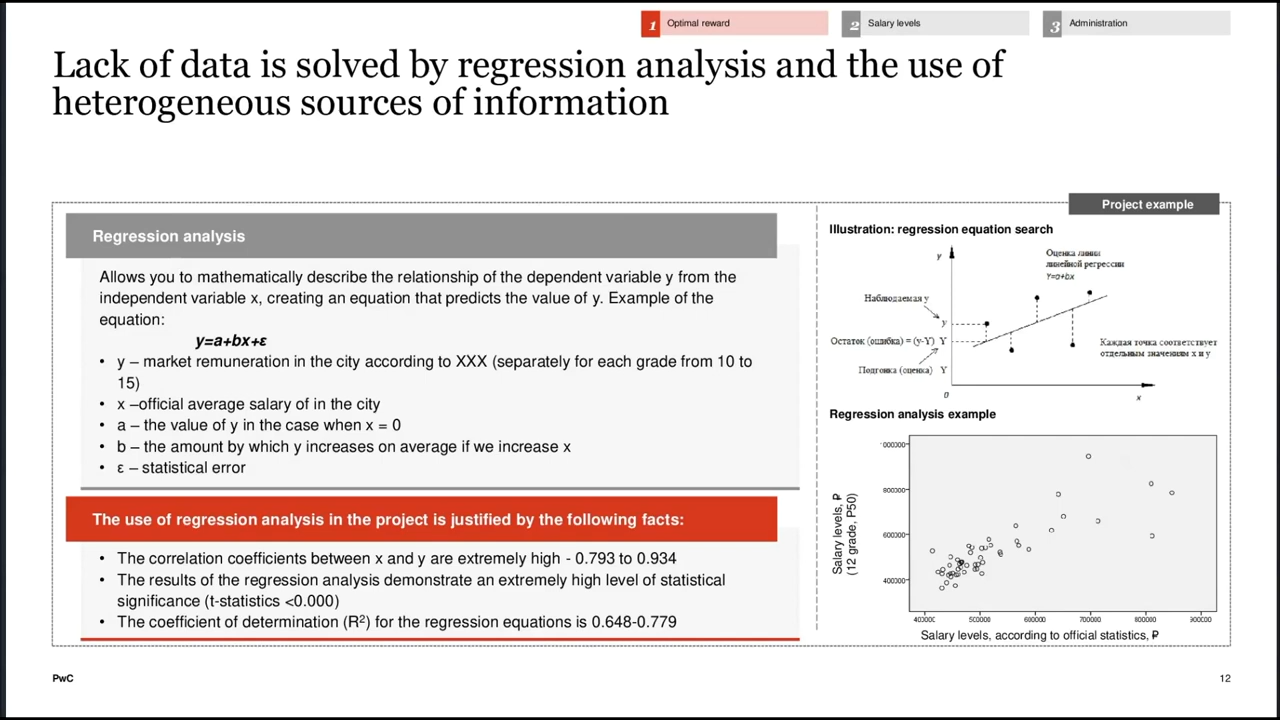 1 Optimal reward
2 Salary levels
3 Administration
Lack of data is solved by regression analysis and the use of
heterogeneous sources of information
Project example
Regression analysis
Allows you to mathematically describe the relationship of the dependent variable y from the
independent variable x, creating an equation that predicts the value of y. Example of the
equation:
y=a+bx+ε
• y – market remuneration in the city according to XXX (separately for each grade from 10 to
15)
• x –official average salary of in the city
• a – the value of y in the case when x = 0
• b – the amount by which y increases on average if we increase x
• ε – statistical error
The use of regression analysis in the project is justified by the following facts:
• The correlation coefficients between x and y are extremely high - 0.793 to 0.934
• The results of the regression analysis demonstrate an extremely high level of statistical
significance (t-statistics <0.000)
• The coefficient of determination (R²) for the regression equations is 0.648-0.779
Illustration: regression equation search
y
Оценка линии
линейной регрессии
Y=a+bx
Наблюдаемая y
y
Остаток (ошибка) = (y-Y) Y
Каждая точка соответствует
отдельным значениям x и y
Подгонка (оценка) Y
0
x
Regression analysis example
Salary levels, ₽
(12 grade, P50)
800000
600000
400000
500000
600000
700000
800000
900000
Salary levels, according to official statistics, ₽
PwC
12